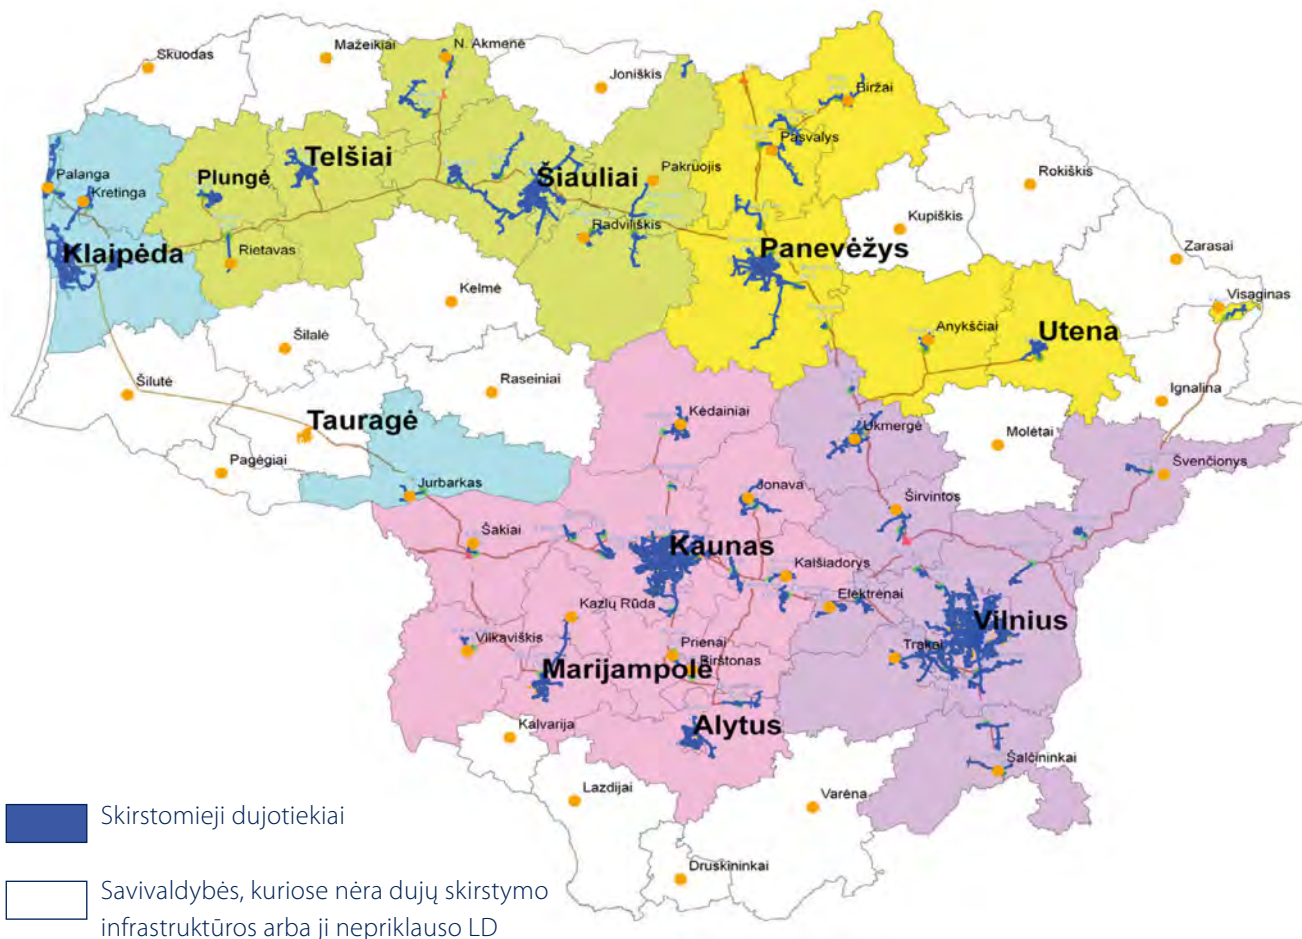 Skuodas
Mažeikiai
N. Akmenė
Joniškis
Biržai
Pasvalys
Palanga
Kretinga
Plungė
Telšiai
Šiauliai
Pakruojis
Rokiškis
Kupiškis
Radviliškis
Klaipėda
Rietavas
Panevėžys
Zarasai
Kelmė
Visaginas
Šilalė
Anykščiai
Utena
Šilutė
Raseiniai
Ignalina
Tauragė
Kėdainiai
Ukmergė
Molėtai
Pagėgiai
Jurbarkas
Švenčionys
Jonava
Širvintos
Šakiai
Kaunas
Kaišiadorys
Elektrėnai
Kazlų Rūda
Vilnius
Vilkaviškis
Prienai
Trakai
Birštonas
Marijampolė
Alytus
Kalvarija
Šalčininkai
Lazdijai
Varėna
Druskininkai
Skirstomieji dujotiekiai
Savivaldybės, kuriose nėra dujų skirstymo
infrastruktūros arba ji nepriklauso LD